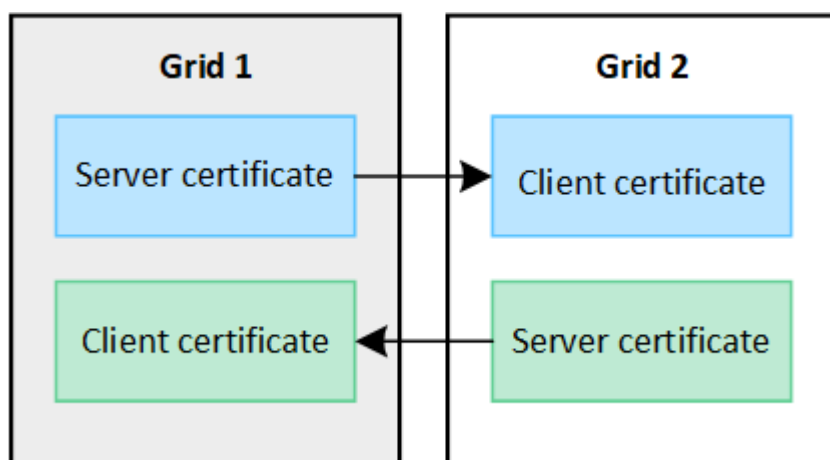 Grid 1
Server certificate
Client certificate
Grid 2
Client certificate
Server certificate